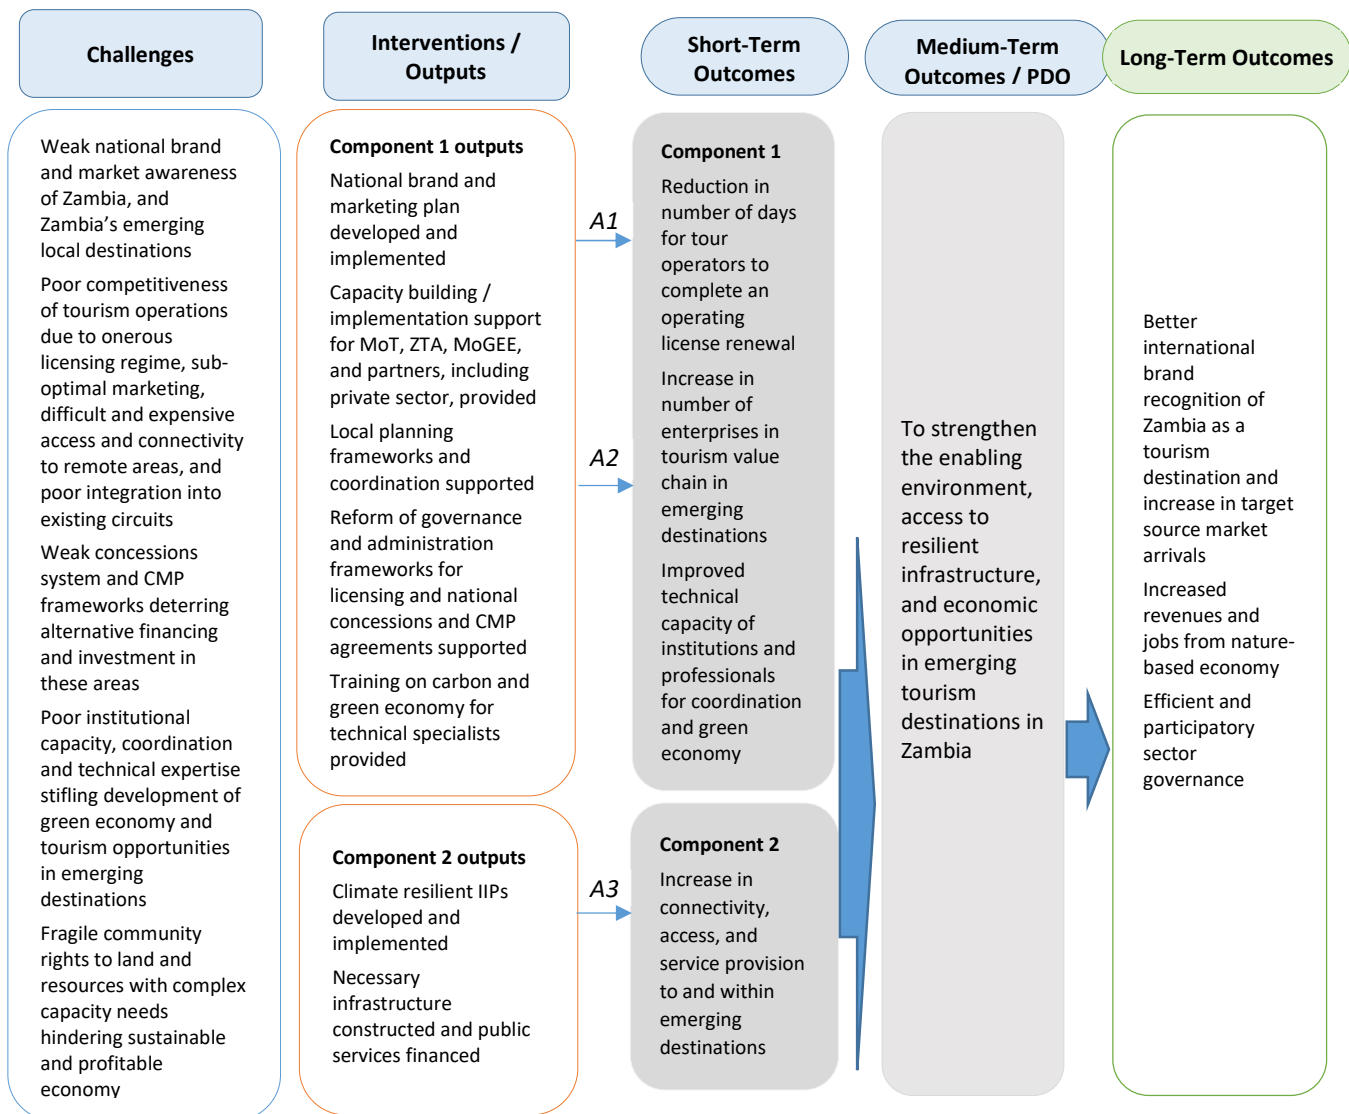 Challenges
Interventions /
Outputs
Short-Term
Outcomes
Medium-Term
Outcomes / PDO
Long-Term Outcomes
Weak national brand
and market awareness
of Zambia, and
Zambia’s emerging
local destinations
Poor competitiveness
of tourism operations
due to onerous
licensing regime, sub-
optimal marketing,
difficult and expensive
access and connectivity
to remote areas, and
poor integration into
existing circuits
Weak concessions
system and CMP
frameworks deterring
alternative financing
and investment in
these areas
Poor institutional
capacity, coordination
and technical expertise
stifling development of
green economy and
tourism opportunities
in emerging
destinations
Fragile community
rights to land and
resources with complex
capacity needs
hindering sustainable
and profitable
economy
Component 1 outputs
National brand and
marketing plan
developed and
implemented
Capacity building /
implementation support
for MoT, ZTA, MoGEE,
and partners, including
private sector, provided
Local planning
frameworks and
coordination supported
Reform of governance
and administration
frameworks for
licensing and national
concessions and CMP
agreements supported
Training on carbon and
green economy for
technical specialists
provided
Component 2 outputs
Climate resilient IIPs
developed and
implemented
Necessary
infrastructure
constructed and public
services financed
A1
A2
A3
Component 1
Reduction in
number of days
for tour
operators to
complete an
operating
license renewal
Increase in
number of
enterprises in
tourism value
chain in
emerging
destinations
Improved
technical
capacity of
institutions and
professionals
for coordination
and green
economy
Component 2
Increase in
connectivity,
access, and
service provision
to and within
emerging
destinations
To strengthen
the enabling
environment,
access to
resilient
infrastructure,
and economic
opportunities
in emerging
tourism
destinations in
Zambia
Better
international
brand
recognition of
Zambia as a
tourism
destination and
increase in target
source market
arrivals
Increased
revenues and
jobs from nature-
based economy
Efficient and
participatory
sector
governance